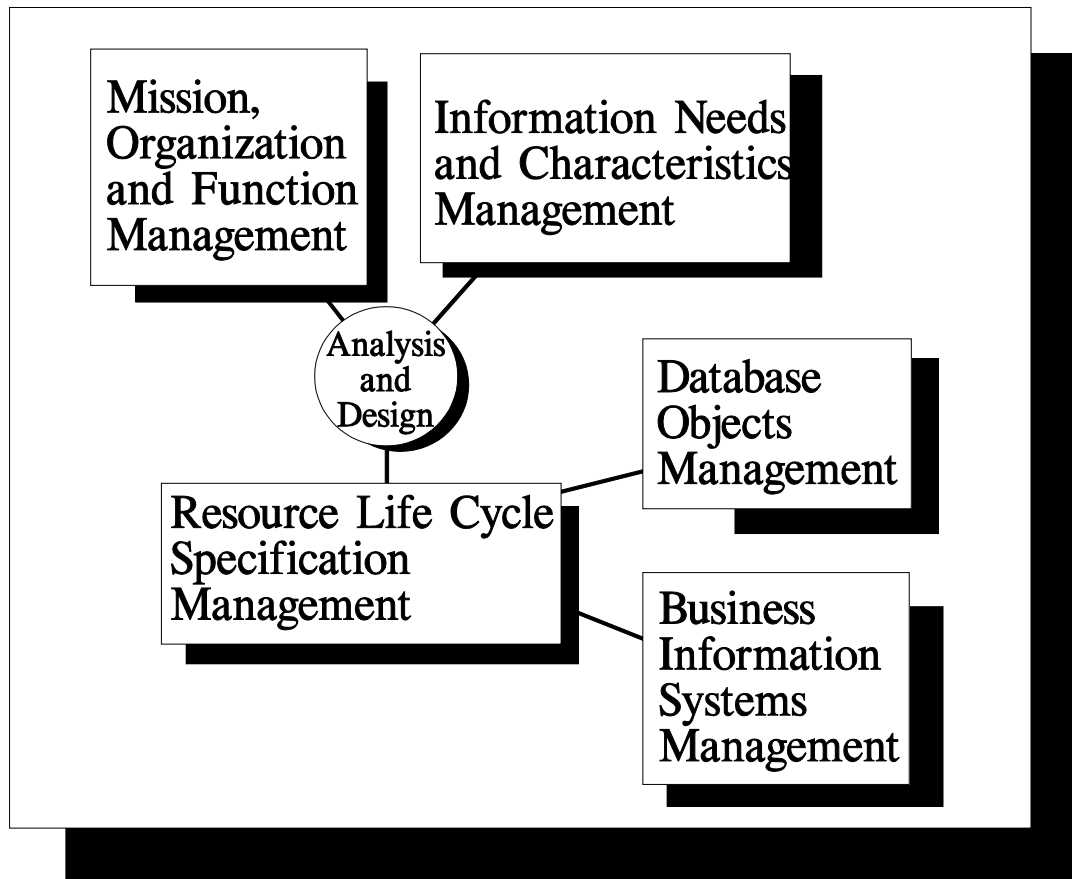 Mission,
Organization
and Function
Management
Information Needs
and Characteristics
Management
Analysis
and
Design
Database
Objects
Management
Resource Life Cycle
Specification
Management
Business
Information
Systems
Management